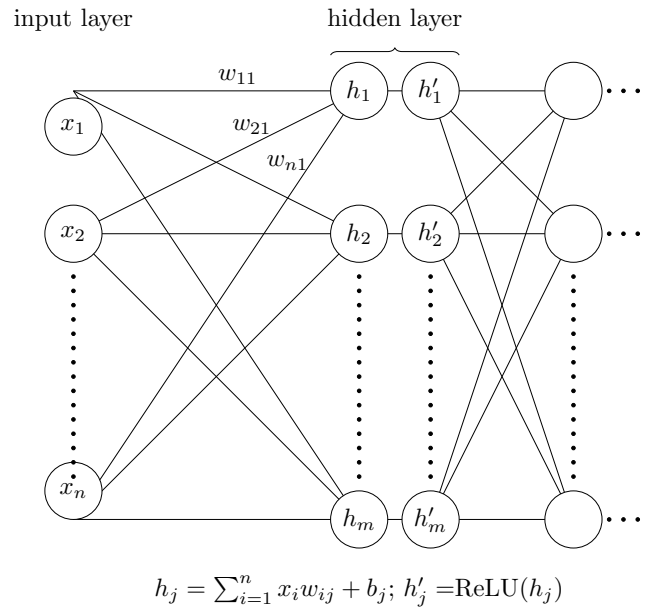 input layer hidden layer
w₁₁
x₁ h₁ h′₁ ···
w₂₁
wₙ₁
x₂ h₂ h′₂ ···
xₙ hₘ h′ₘ ···
hⱼ = ∑ⁿᵢ₌₁ xᵢwᵢⱼ + bⱼ; h′ⱼ =ReLU(hⱼ)